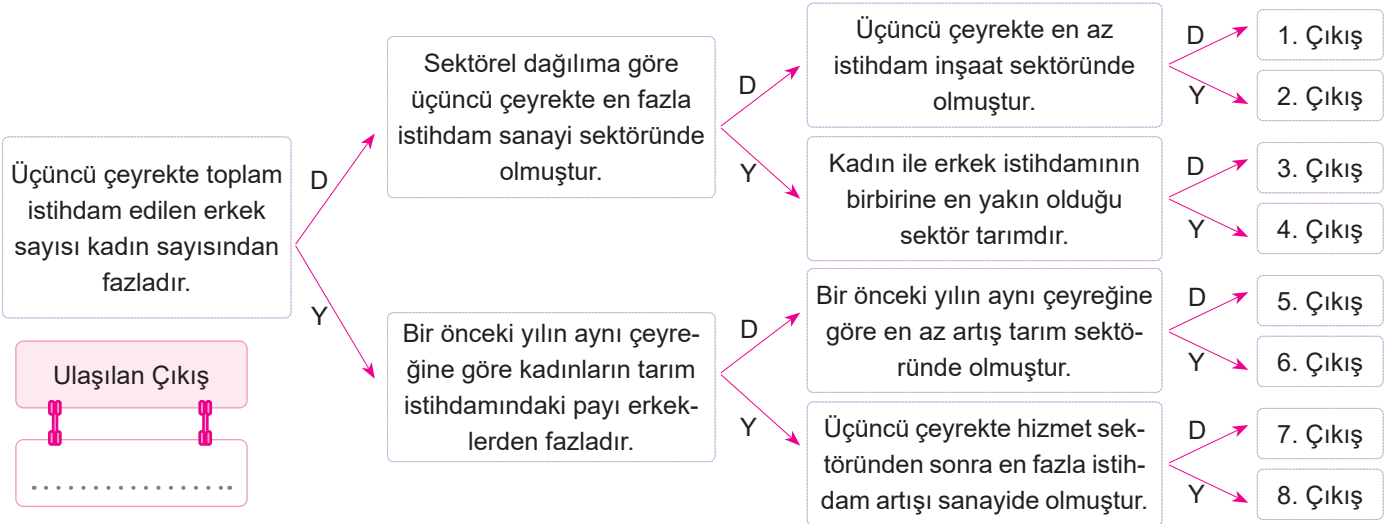 Üçüncü çeyrekte toplam
istihdam edilen erkek
sayısı kadın sayısından
fazladır.
D
Y
Sektörel dağılıma göre
üçüncü çeyrekte en fazla
istihdam sanayi sektöründe
olmuştur.
D
Y
Bir önceki yılın aynı çeyre-
ğine göre kadınların tarım
istihdamındaki payı erkek-
lerden fazladır.
D
Y
Üçüncü çeyrekte en az
istihdam inşaat sektöründe
olmuştur.
D
Y
Kadın ile erkek istihdamının
birbirine en yakın olduğu
sektör tarımdır.
D
Y
Bir önceki yılın aynı çeyreğine
göre en az artış tarım sektö-
ründe olmuştur.
D
Y
Üçüncü çeyrekte hizmet sek-
töründen sonra en fazla istih-
dam artışı sanayide olmuştur.
D
Y
1. Çıkış
2. Çıkış
3. Çıkış
4. Çıkış
5. Çıkış
6. Çıkış
7. Çıkış
8. Çıkış
Ulaşılan Çıkış
.................